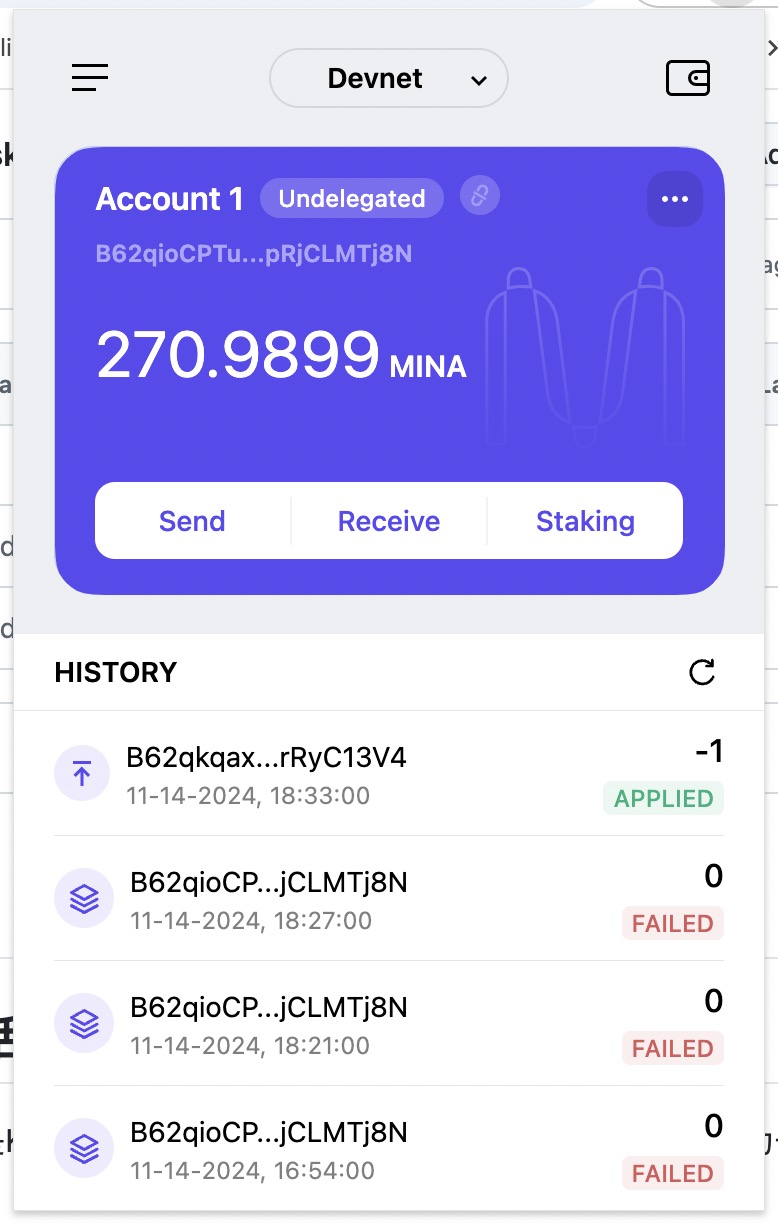 Devnet
Account 1 Undelegated
B62qioCPTu...pRjCLMTj8N
270.9899 MINA
Send Receive Staking
HISTORY
B62qkqax...rRyC13V4 -1
11-14-2024, 18:33:00 APPLIED
B62qioCP...jCLMTj8N 0
11-14-2024, 18:27:00 FAILED
B62qioCP...jCLMTj8N 0
11-14-2024, 18:21:00 FAILED
B62qioCP...jCLMTj8N 0
11-14-2024, 16:54:00 FAILED